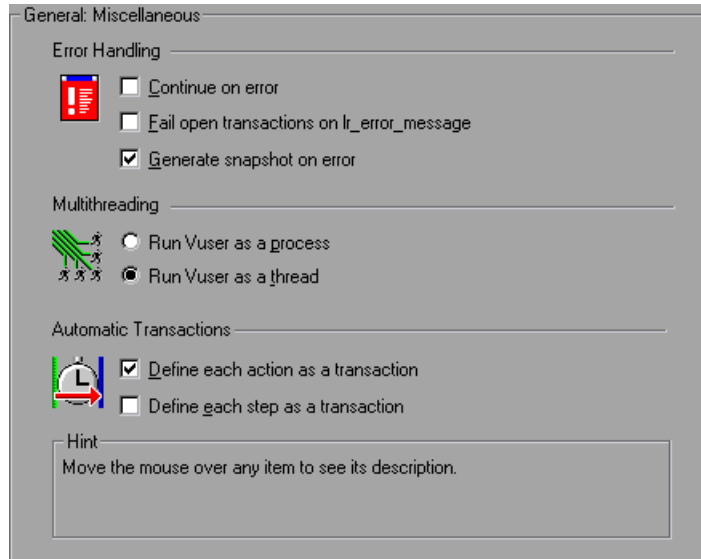 General: Miscellaneous
Error Handling
Continue on error
Fail open transactions on lr_error_message
Generate snapshot on error
Multithreading
Run Vuser as a process
Run Vuser as a thread
Automatic Transactions
Define each action as a transaction
Define each step as a transaction
Hint
Move the mouse over any item to see its description.